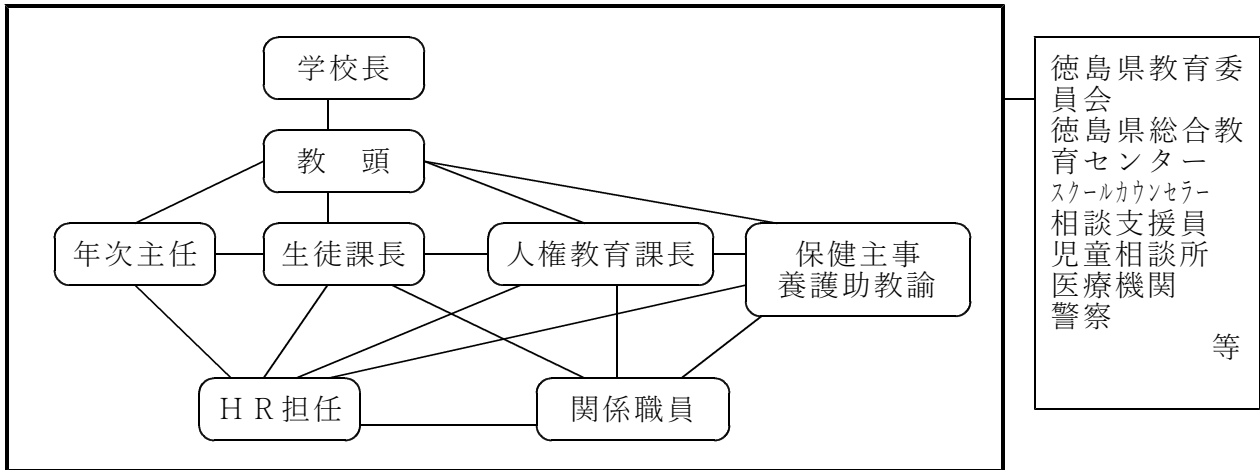 学校長
教　頭
年次主任
生徒課長
人権教育課長
保健主事
養護助教諭
ＨＲ担任
関係職員
徳島県教育委
員会
徳島県総合教
育センター
スクールカウンセラー
相談支援員
児童相談所
医療機関
警察
等